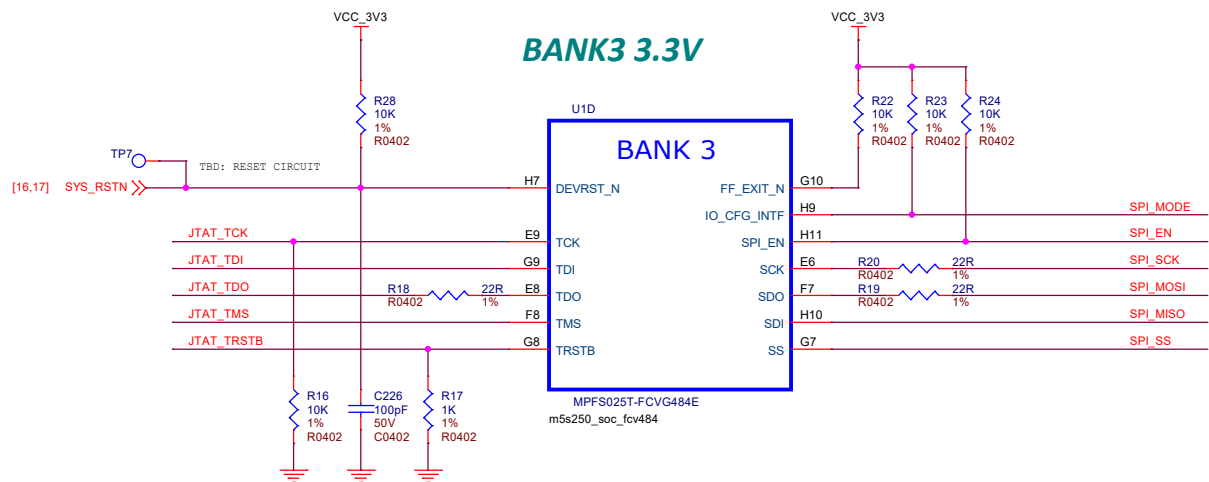 VCC_3V3
VCC_3V3
BANK3 3.3V
R28
10K
1%
R0402
R22
10K
1%
R0402
R23
10K
1%
R0402
R24
10K
1%
R0402
U1D
BANK 3
TP7
TBD: RESET CIRCUIT
[16,17] SYS_RSTN
H7 DEVRST_N
FF_EXIT_N G10
IO_CFG_INTF H9 SPI_MODE
JTAT_TCK E9 TCK
SPI_EN H11 SPI_EN
JTAT_TDI G9 TDI
SCK E6 R20 22R SPI_SCK
R0402 1%
JTAT_TDO R18 22R E8 TDO
R0402 1%
SDO F7 R19 22R SPI_MOSI
R0402 1%
JTAT_TMS F8 TMS
SDI H10 SPI_MISO
JTAT_TRSTB G8 TRSTB
SS G7 SPI_SS
R16
10K
1%
R0402
C226
100pF
50V
C0402
R17
1K
1%
R0402
MPFS025T-FCVG484E
m5s250_soc_fcv484